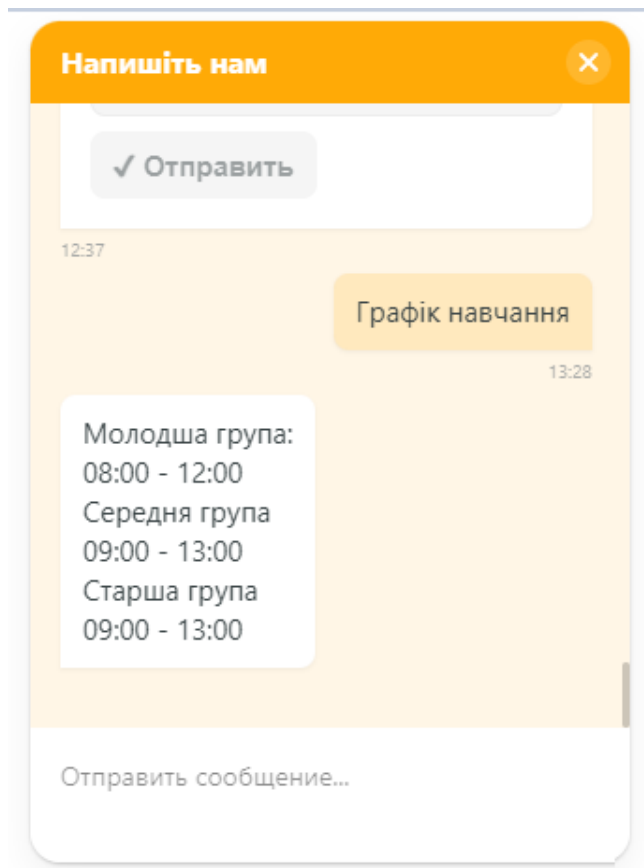 Напишіть нам
✓ Отправить
12:37
Графік навчання
13:28
Молодша група:
08:00 - 12:00
Середня група
09:00 - 13:00
Старша група
09:00 - 13:00
Отправить сообщение...